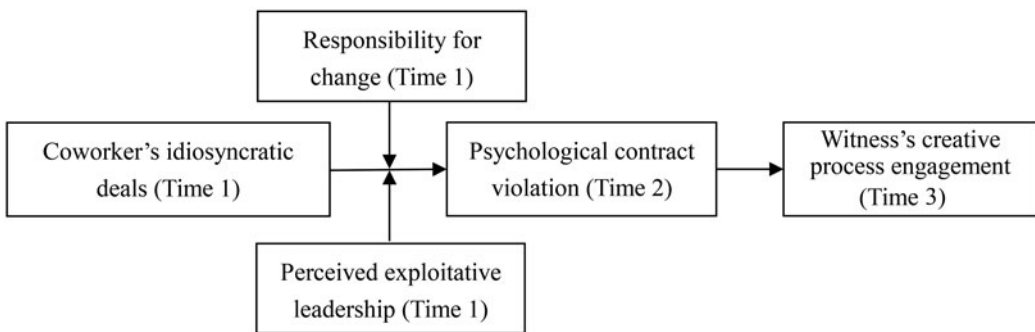 Responsibility for
change (Time 1)
Coworker's idiosyncratic
deals (Time 1)
Psychological contract
violation (Time 2)
Witness's creative
process engagement
(Time 3)
Perceived exploitative
leadership (Time 1)